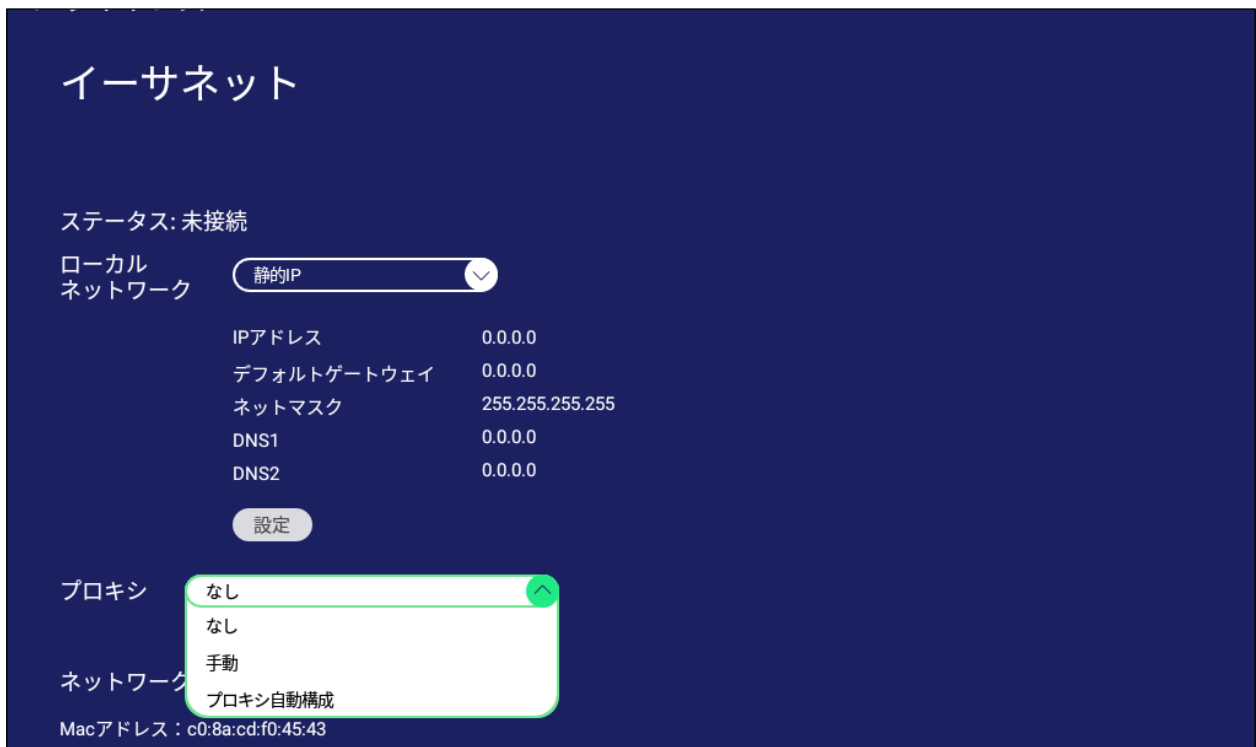 イーサネット
ステータス: 未接続
ローカル
ネットワーク
静的IP
IPアドレス 0.0.0.0
デフォルトゲートウェイ 0.0.0.0
ネットマスク 255.255.255.255
DNS1 0.0.0.0
DNS2 0.0.0.0
設定
プロキシ なし
なし
手動
プロキシ自動構成
ネットワーク
Macアドレス：c0:8a:cd:f0:45:43